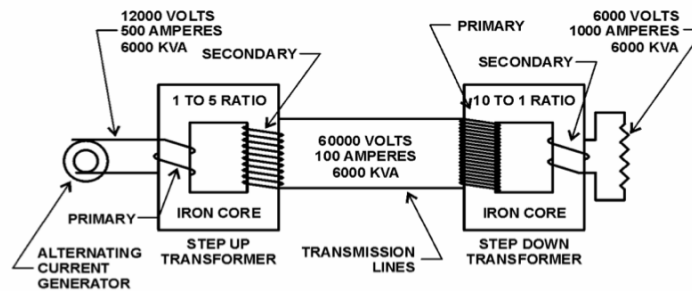 12000 VOLTS
500 AMPERES
6000 KVA
SECONDARY
PRIMARY
6000 VOLTS
1000 AMPERES
6000 KVA
SECONDARY
1 TO 5 RATIO
10 TO 1 RATIO
60000 VOLTS
100 AMPERES
6000 KVA
PRIMARY
IRON CORE
IRON CORE
STEP UP
TRANSFORMER
TRANSMISSION
LINES
STEP DOWN
TRANSFORMER
ALTERNATING
CURRENT
GENERATOR